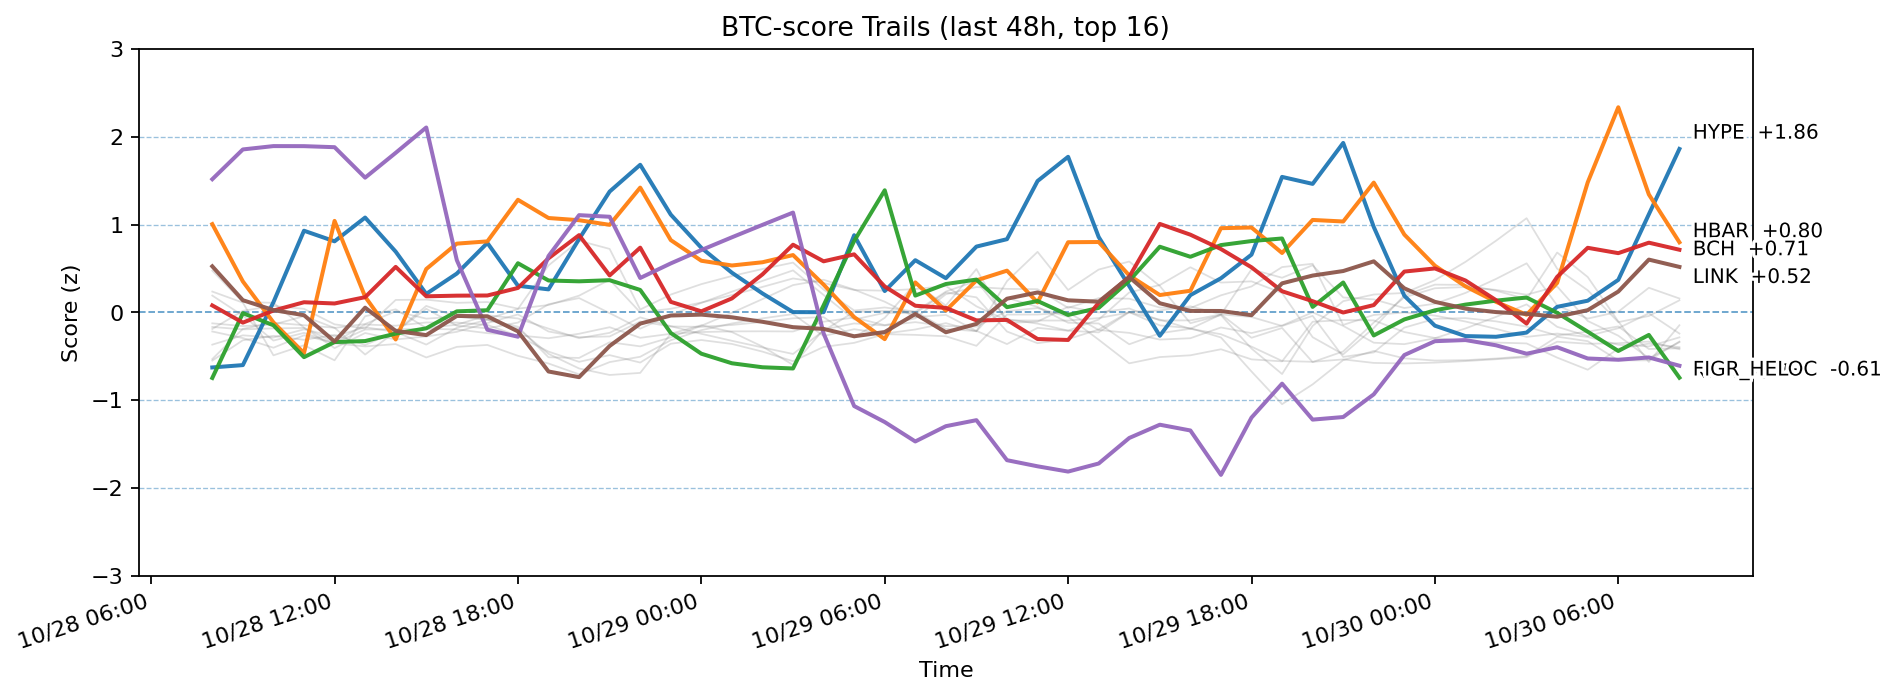 BTC-score Trails (last 48h, top 16)
Score (z)
3
2
1
0
−1
−2
−3
HYPE +1.86
HBAR +0.80
BCH +0.71
LINK +0.52
FIGR_HELOC -0.61
10/28 06:00
10/28 12:00
10/28 18:00
10/29 00:00
10/29 06:00
10/29 12:00
10/29 18:00
10/30 00:00
10/30 06:00
Time